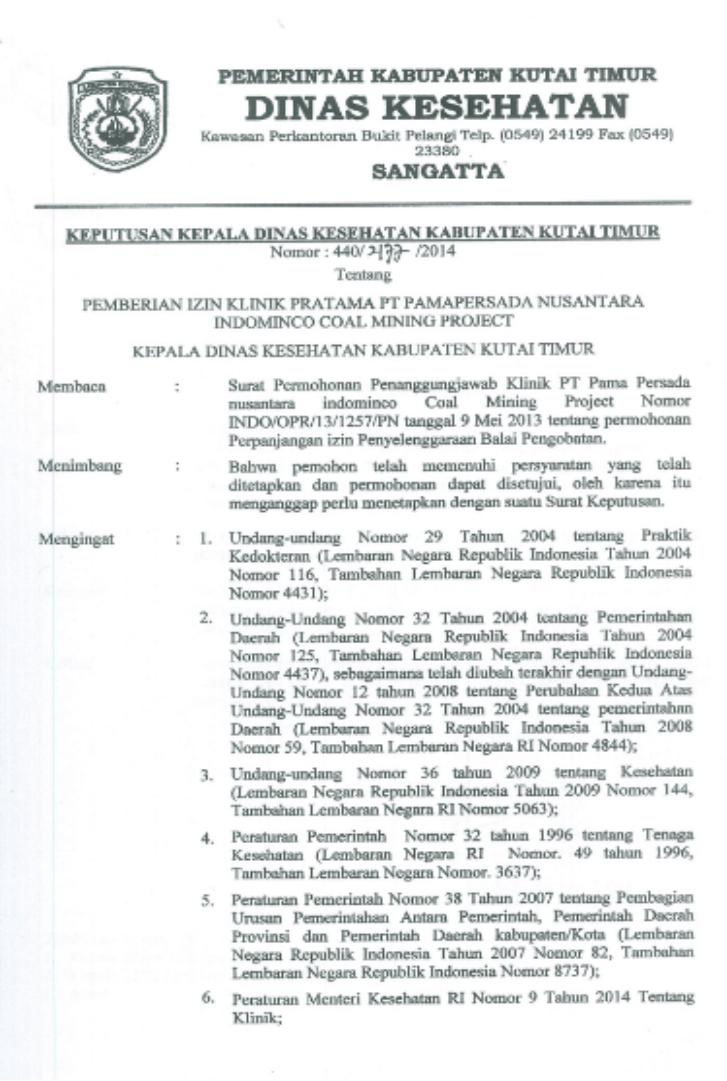 PEMERINTAH KABUPATEN KUTAI TIMUR
DINAS KESEHATAN
Kawasan Perkantoran Bukit Pelangi Telp. (0549) 24199 Fax (0549)
23380
SANGATTA
KEPUTUSAN KEPALA DINAS KESEHATAN KABUPATEN KUTAI TIMUR
Nomor : 440/ /2014
Tentang
PEMBERIAN IZIN KLINIK PRATAMA PT PAMAPERSADA NUSANTARA
INDOMINCO COAL MINING PROJECT
KEPALA DINAS KESEHATAN KABUPATEN KUTAI TIMUR
Membaca : Surat Permohonan Penanggungjawab Klinik PT Pama Persada
nusantara indominco Coal Mining Project Nomor
INDO/OPR/13/1257/PN tanggal 9 Mei 2013 tentang permohonan
Perpanjangan izin Penyelenggaraan Balai Pengobatan.
Menimbang : Bahwa pemohon telah memenuhi persyaratan yang telah
ditetapkan dan permohonan dapat disetujui, oleh karena itu
menganggap perlu menetapkan dengan suatu Surat Keputusan.
Mengingat : 1. Undang-undang Nomor 29 Tahun 2004 tentang Praktik
Kedokteran (Lembaran Negara Republik Indonesia Tahun 2004
Nomor 116, Tambahan Lembaran Negara Republik Indonesia
Nomor 4431);
2. Undang-Undang Nomor 32 Tahun 2004 tentang Pemerintahan
Daerah (Lembaran Negara Republik Indonesia Tahun 2004
Nomor 125, Tambahan Lembaran Negara Republik Indonesia
Nomor 4437), sebagaimana telah diubah terakhir dengan Undang-
Undang Nomor 12 tahun 2008 tentang Perubahan Kedua Atas
Undang-Undang Nomor 32 Tahun 2004 tentang pemerintahan
Daerah (Lembaran Negara Republik Indonesia Tahun 2008
Nomor 59, Tambahan Lembaran Negara RI Nomor 4844);
3. Undang-undang Nomor 36 tahun 2009 tentang Kesehatan
(Lembaran Negara Republik Indonesia Tahun 2009 Nomor 144,
Tambahan Lembaran Negara RI Nomor 5063);
4. Peraturan Pemerintah Nomor 32 tahun 1996 tentang Tenaga
Kesehatan (Lembaran Negara RI Nomor. 49 tahun 1996,
Tambahan Lembaran Negara Nomor. 3637);
5. Peraturan Pemerintah Nomor 38 Tahun 2007 tentang Pembagian
Urusan Pemerintahan Antara Pemerintah, Pemerintah Daerah
Provinsi dan Pemerintah Daerah kabupaten/Kota (Lembaran
Negara Republik Indonesia Tahun 2007 Nomor 82, Tambahan
Lembaran Negara Republik Indonesia Nomor 8737);
6. Peraturan Menteri Kesehatan RI Nomor 9 Tahun 2014 Tentang
Klinik;